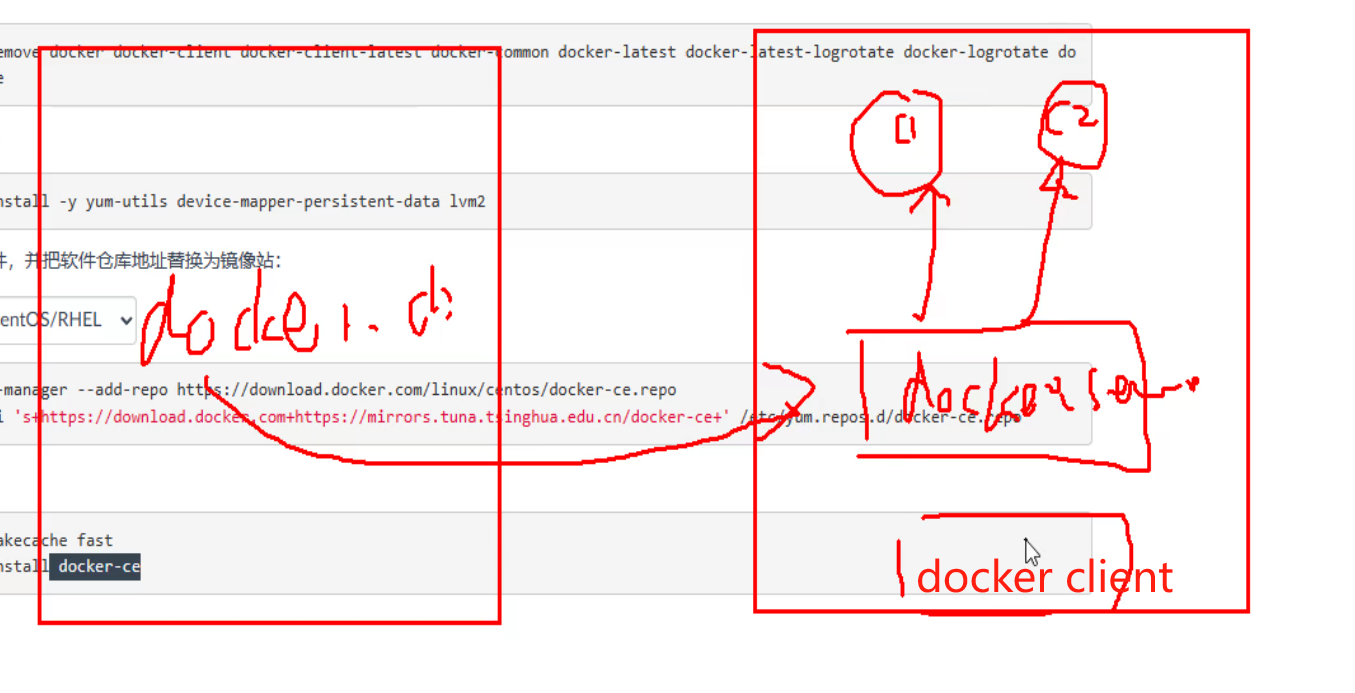 emove docker docker-client docker-client-latest docker-common docker-latest docker-latest-logrotate docker-logrotate do
e
C1
C2
nstall -y yum-utils device-mapper-persistent-data lvm2
件，并把软件仓库地址替换为镜像站：
entOS/RHEL
docker.
-manager --add-repo https://download.docker.com/linux/centos/docker-ce.repo
docker ser
i 's+https://download.docker.com+https://mirrors.tuna.tsinghua.edu.cn/docker-ce+' /etc/yum.repos.d/docker-ce.repo
akecache fast
nstall docker-ce
docker client